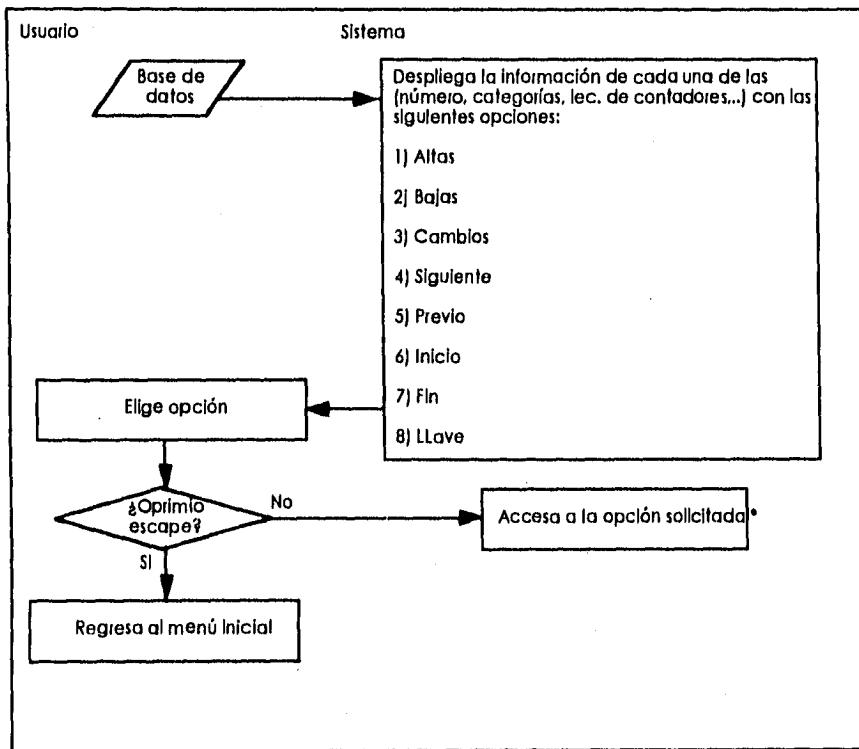 Usuario
Sistema
Base de
datos
Despliega la información de cada una de las
(número, categorías, lec. de contadores...) con las
siguientes opciones:
1) Altas
2) Bajas
3) Cambios
4) Siguiente
5) Previo
6) Inicio
7) Fin
8) LLave
Elige opción
¿Oprimio
escape?
No
Accesa a la opción solicitada*
SI
Regresa al menú Inicial